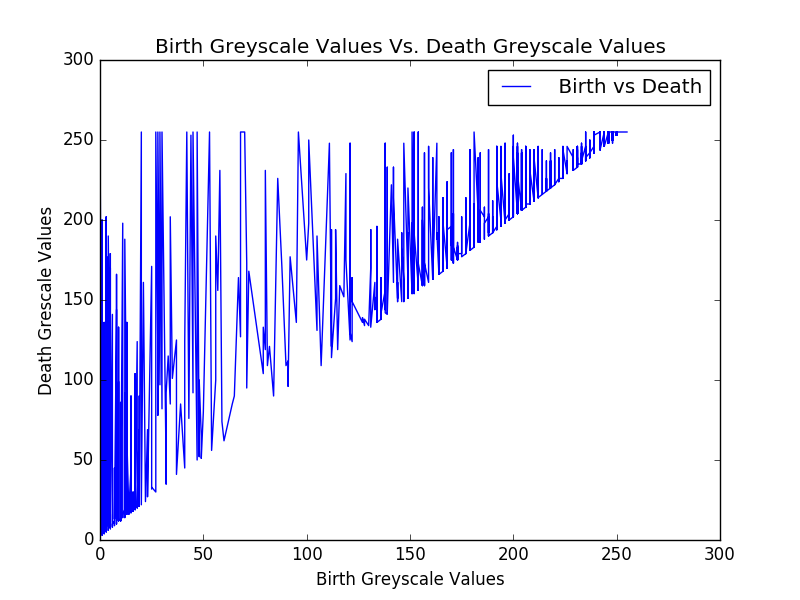 Birth Greyscale Values Vs. Death Greyscale Values
Birth vs Death
300
250
200
150
100
50
0
Death Grescale Values
0 50 100 150 200 250 300
Birth Greyscale Values